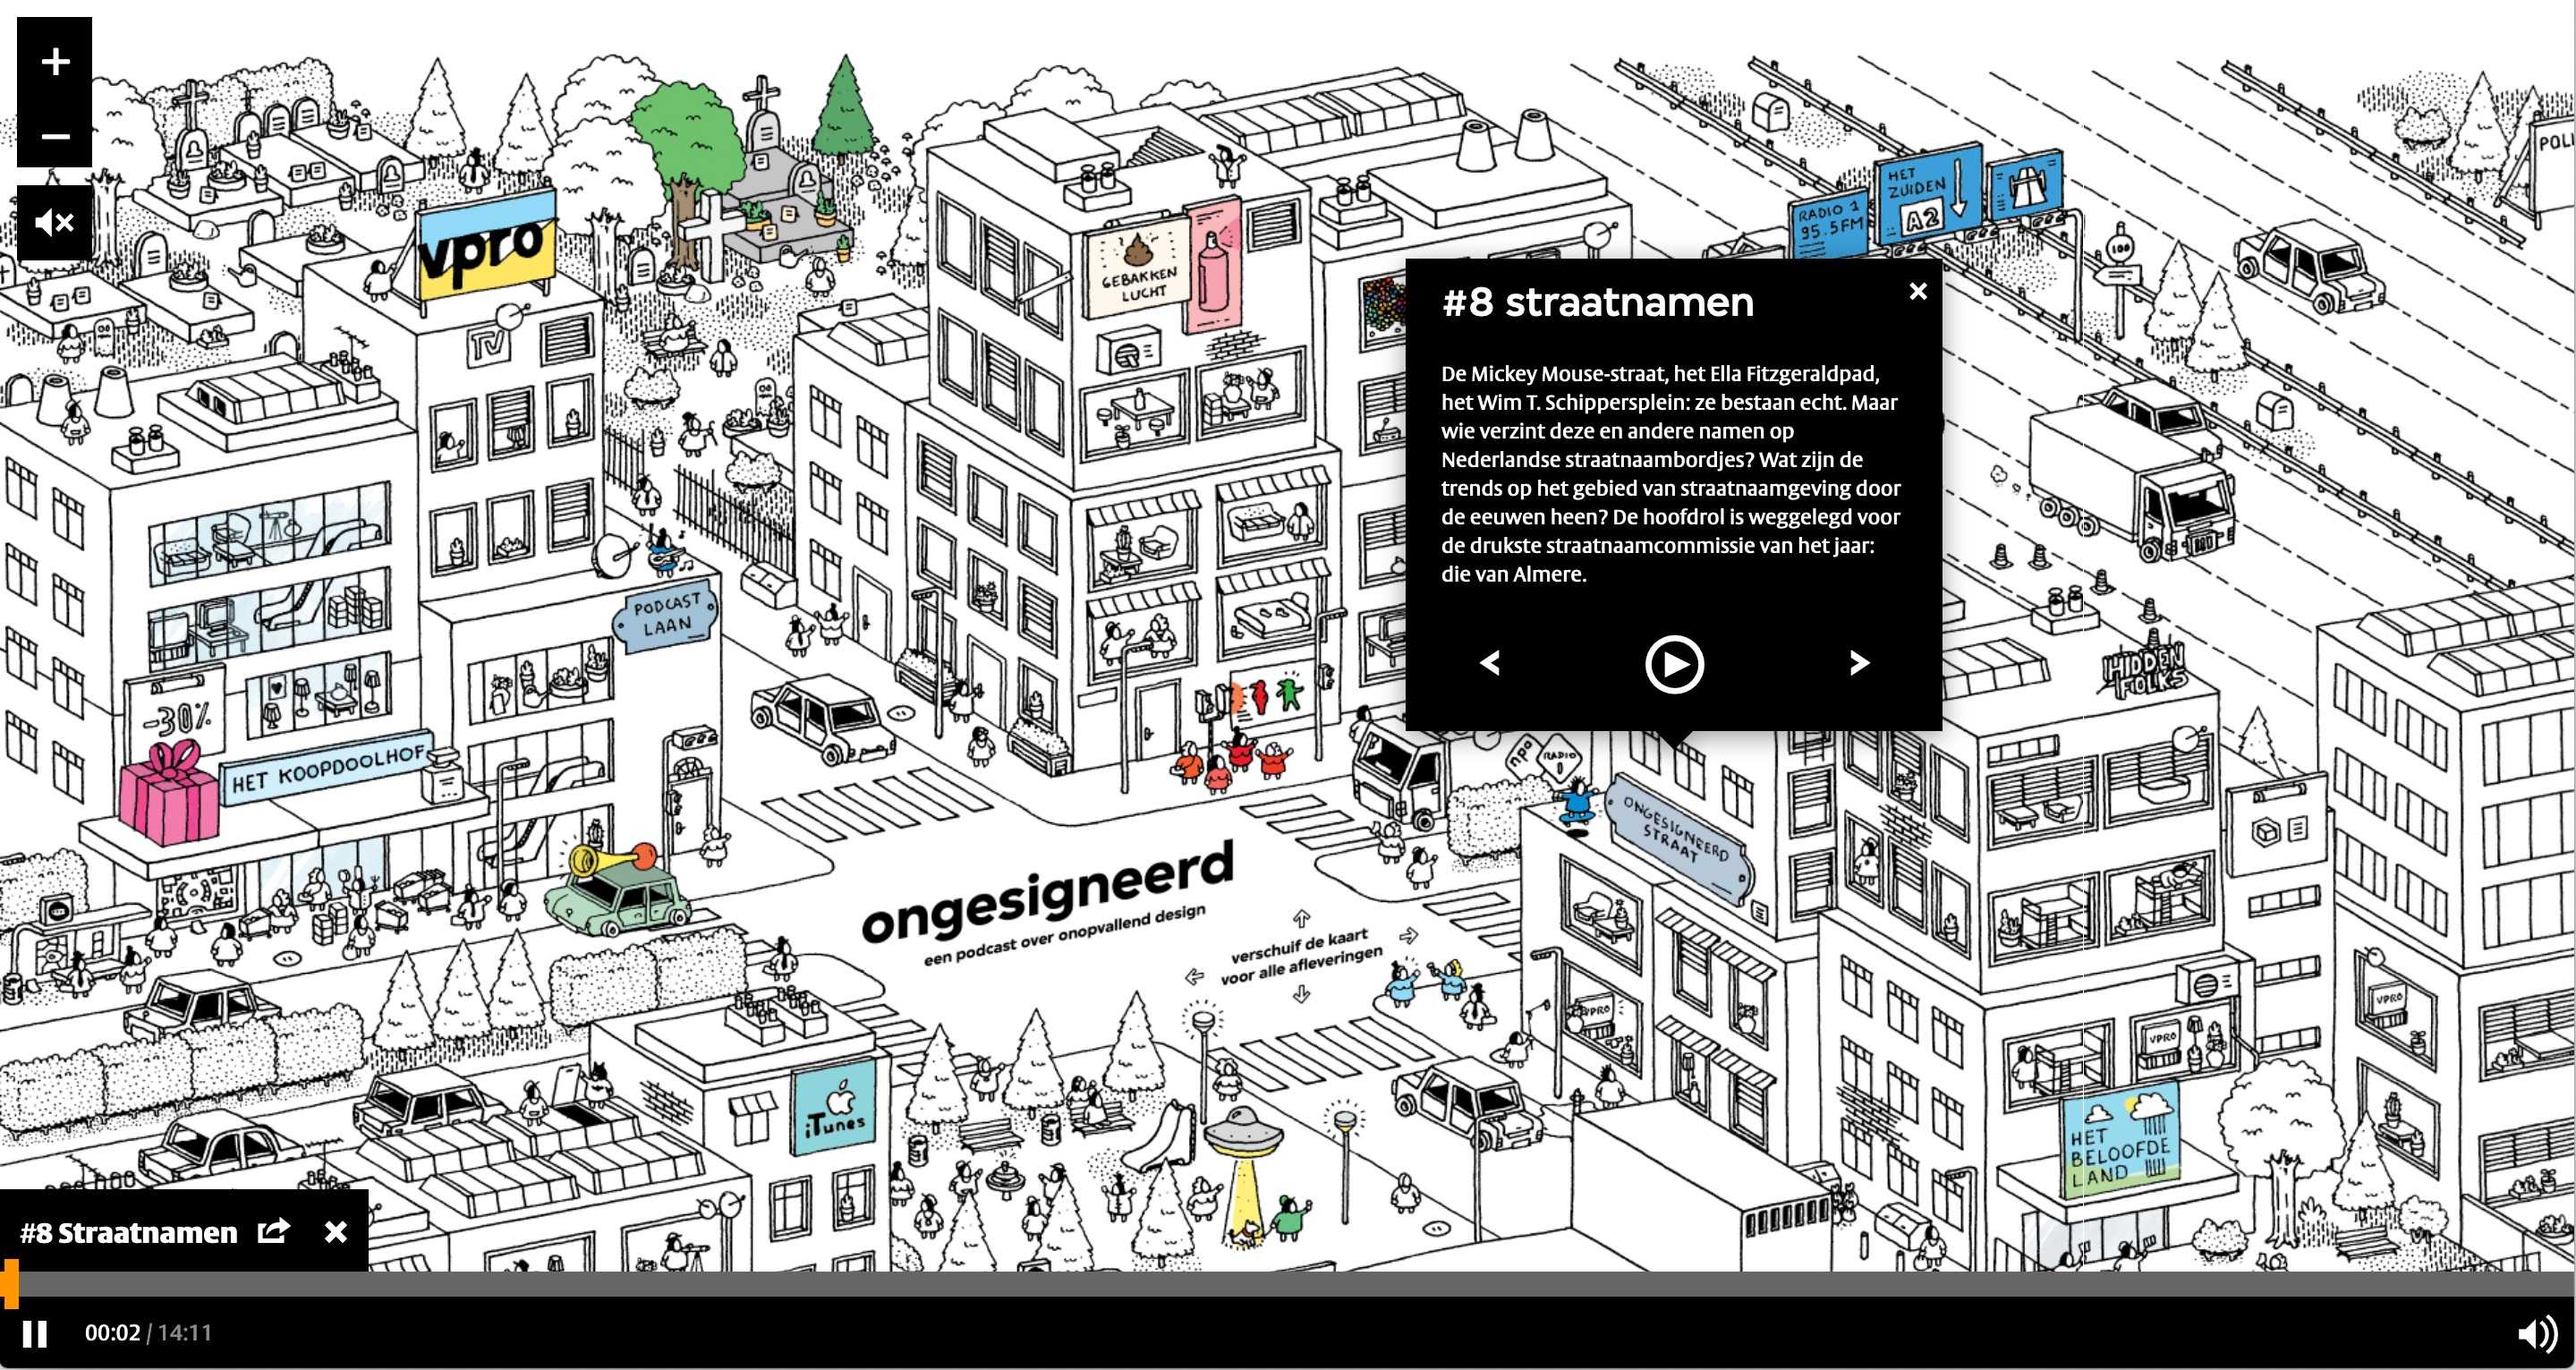 vpro
TV
GEBAKKEN
LUCHT
RADIO 1
95.5FM
HET
ZUIDEN
A2
100
POLI
#8 straatnamen
De Mickey Mouse-straat, het Ella Fitzgeraldpad,
het Wim T. Schippersplein: ze bestaan echt. Maar
wie verzint deze en andere namen op
Nederlandse straatnaambordjes? Wat zijn de
trends op het gebied van straatnaamgeving door
de eeuwen heen? De hoofdrol is weggelegd voor
de drukste straatnaamcommissie van het jaar:
die van Almere.
PODCAST
LAAN
-30%
HET KOOPDOOLHOF
HIDDEN
FOLKS
npo
RADIO
1
ONGESIGNEERD
STRAAT
ongesigneerd
een podcast over onopvallend design
verschuif de kaart
voor alle afleveringen
VPRO
VPRO
VPRO
iTunes
HET
BELOOFDE
LAND
#8 Straatnamen
00:02 / 14:11